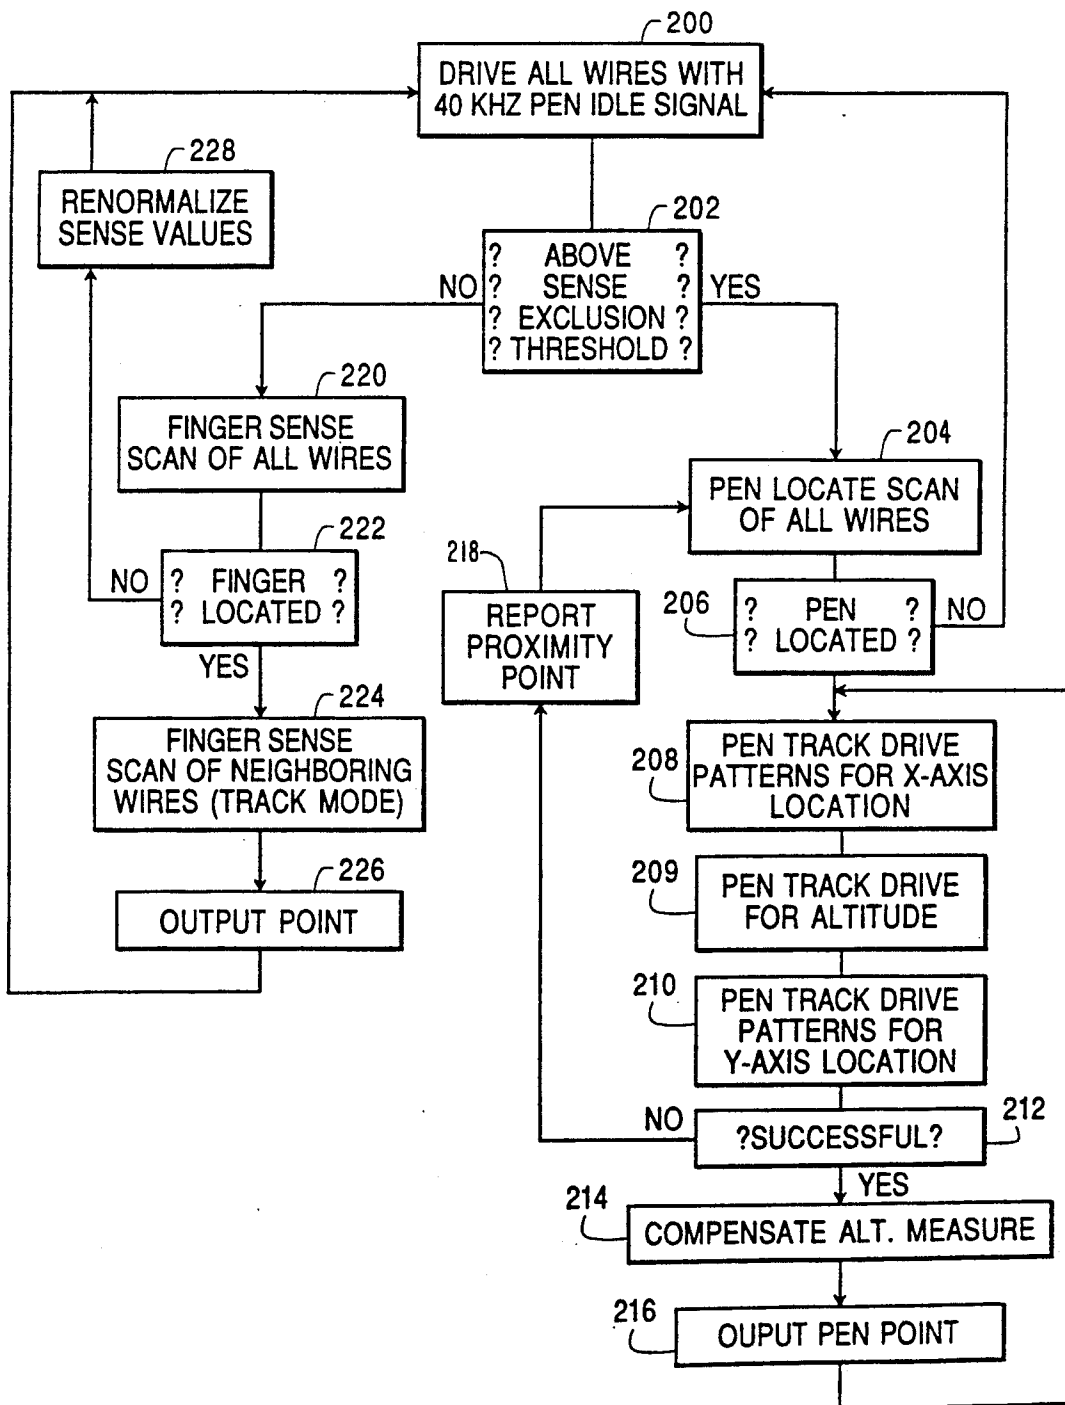 200
DRIVE ALL WIRES WITH
40 KHZ PEN IDLE SIGNAL
228
RENORMALIZE
SENSE VALUES
202
? ABOVE ?
? SENSE ?
? EXCLUSION ?
? THRESHOLD ?
NO
YES
220
FINGER SENSE
SCAN OF ALL WIRES
204
PEN LOCATE SCAN
OF ALL WIRES
222
? FINGER ?
? LOCATED ?
NO
YES
218
REPORT
PROXIMITY
POINT
206
? PEN ?
? LOCATED ?
NO
224
FINGER SENSE
SCAN OF NEIGHBORING
WIRES (TRACK MODE)
208
PEN TRACK DRIVE
PATTERNS FOR X-AXIS
LOCATION
226
OUTPUT POINT
209
PEN TRACK DRIVE
FOR ALTITUDE
210
PEN TRACK DRIVE
PATTERNS FOR
Y-AXIS LOCATION
NO
?SUCCESSFUL?
212
YES
214
COMPENSATE ALT. MEASURE
216
OUPUT PEN POINT